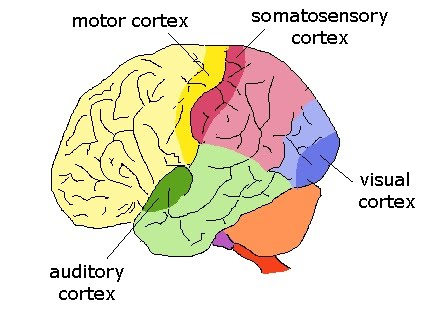 motor cortex
somatosensory
cortex
visual
cortex
auditory
cortex